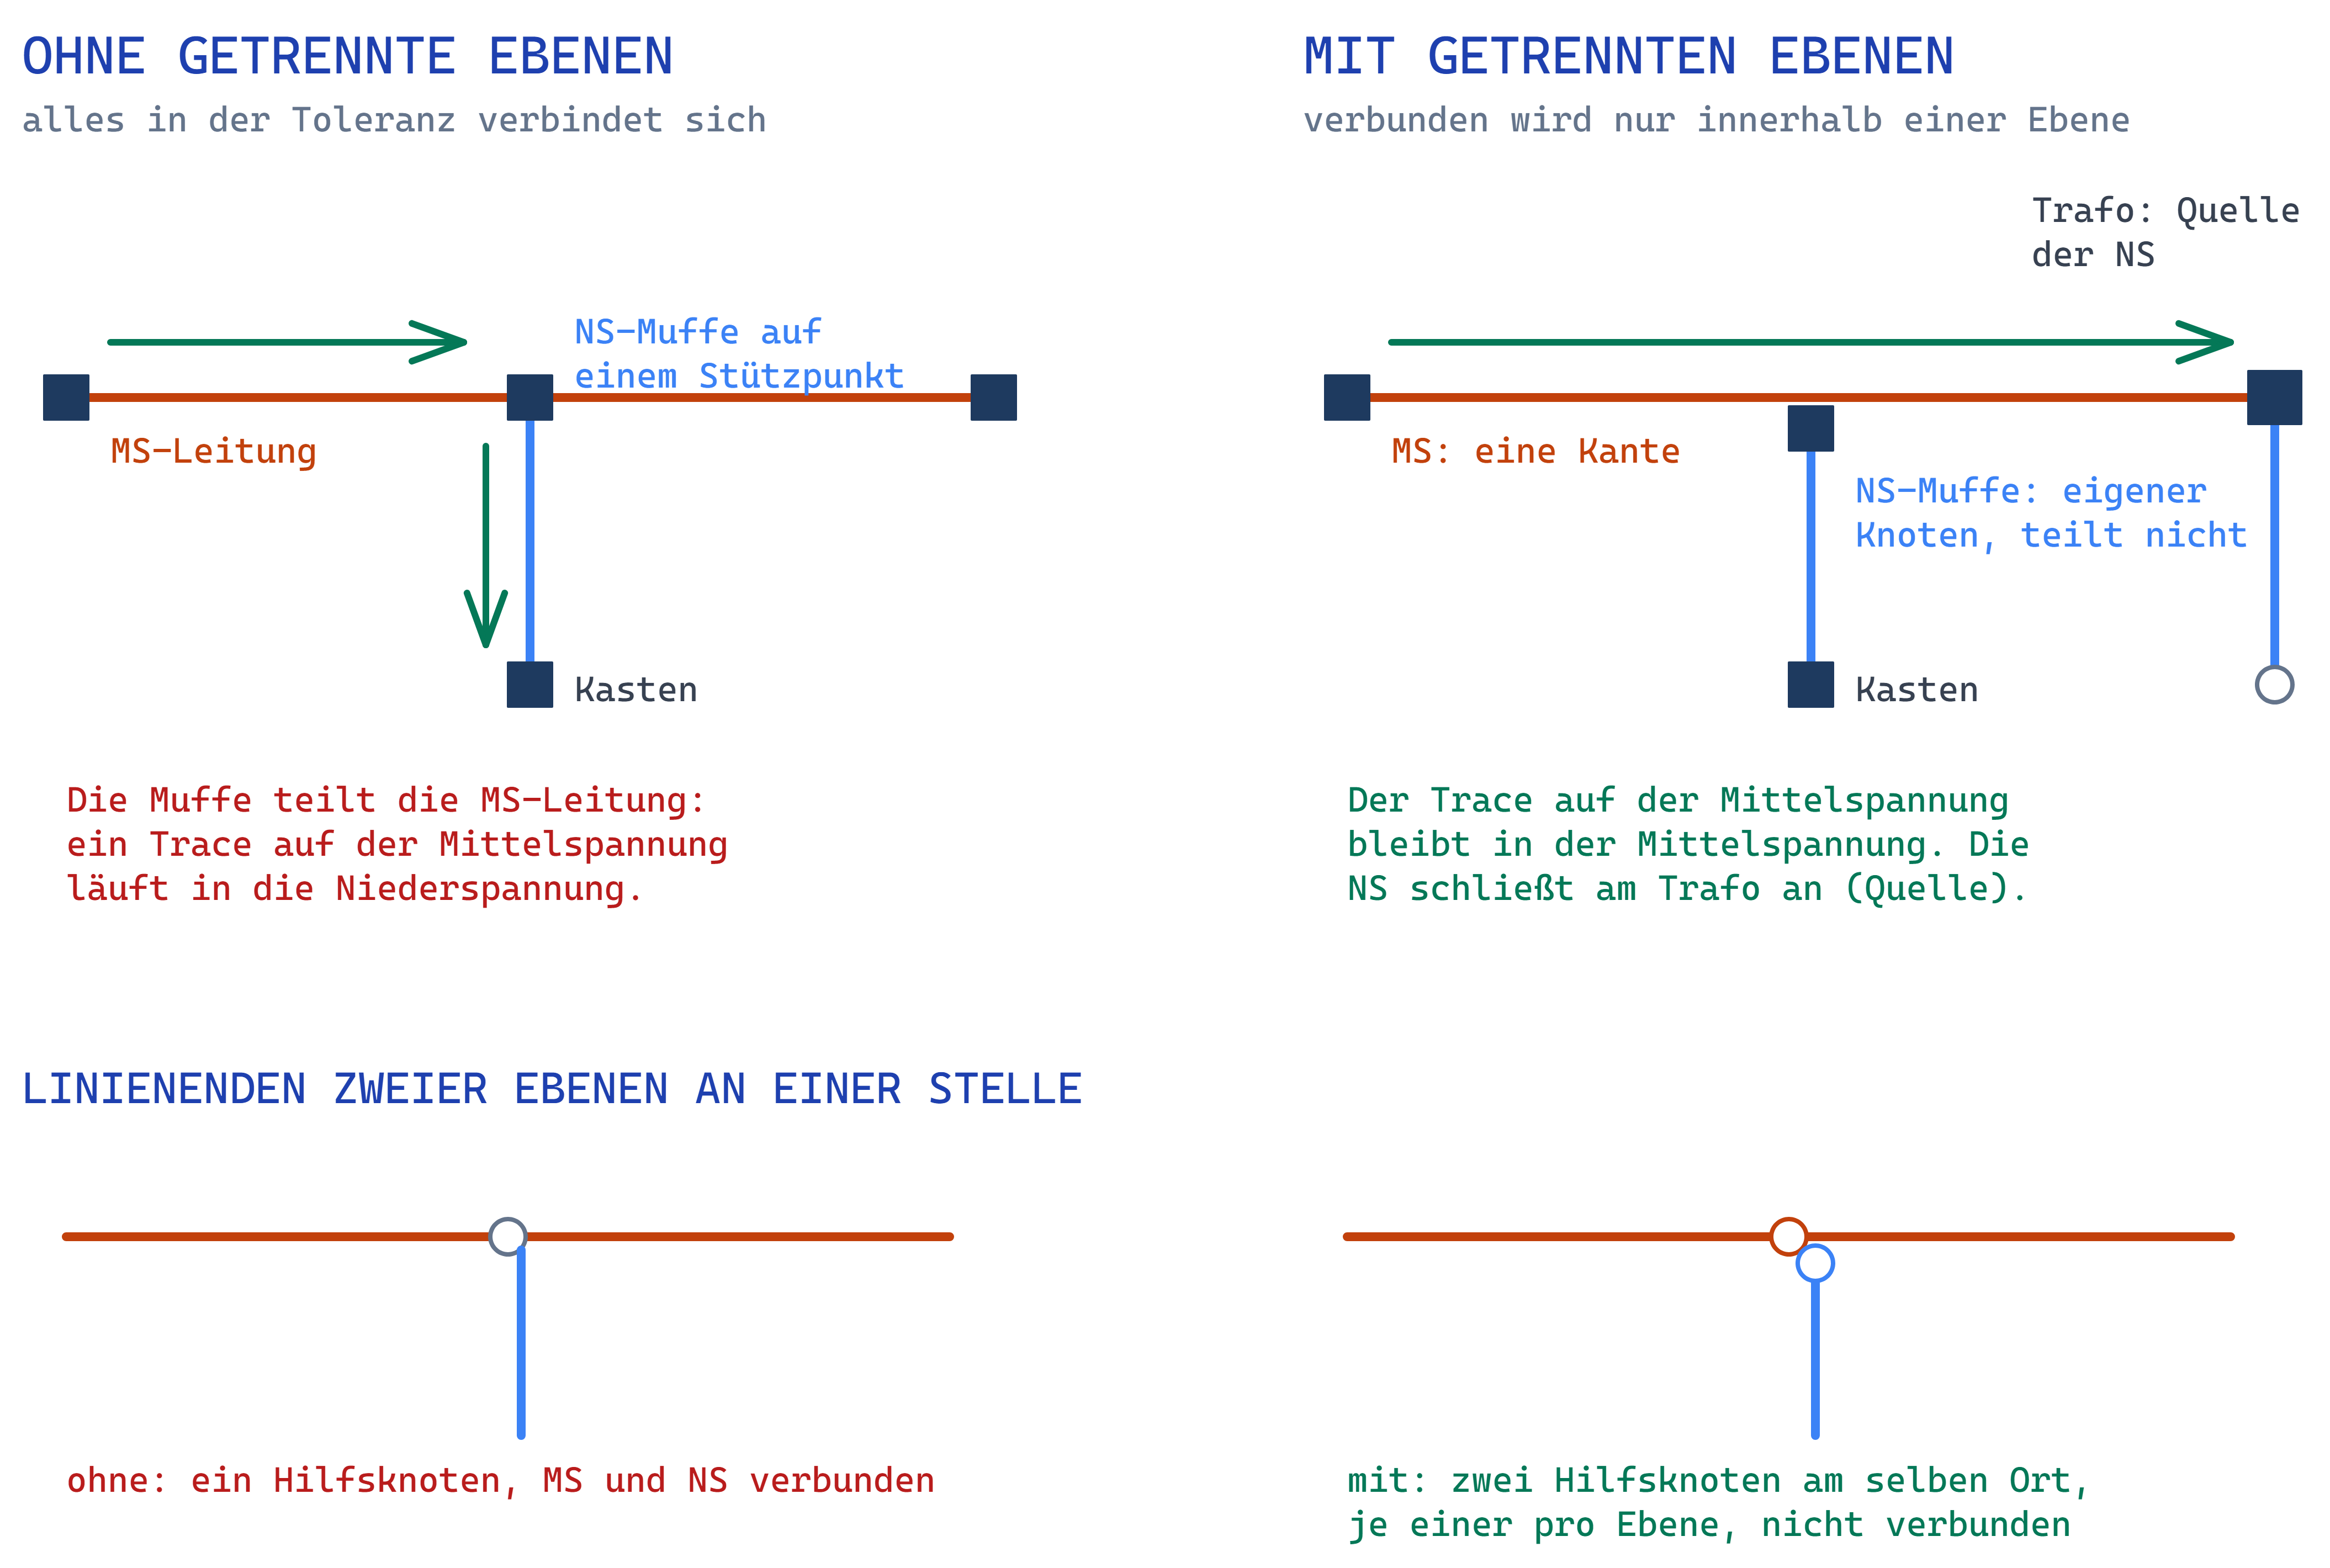 OHNE GETRENNTE EBENEN
alles in der Toleranz verbindet sich
NS-Muffe auf
einem Stützpunkt
MS-Leitung
Kasten
Die Muffe teilt die MS-Leitung:
ein Trace auf der Mittelspannung
läuft in die Niederspannung.
MIT GETRENNTEN EBENEN
verbunden wird nur innerhalb einer Ebene
Trafo: Quelle
der NS
MS: eine Kante
NS-Muffe: eigener
Knoten, teilt nicht
Kasten
Der Trace auf der Mittelspannung
bleibt in der Mittelspannung. Die
NS schließt am Trafo an (Quelle).
LINIENENDEN ZWEIER EBENEN AN EINER STELLE
ohne: ein Hilfsknoten, MS und NS verbunden
mit: zwei Hilfsknoten am selben Ort,
je einer pro Ebene, nicht verbunden